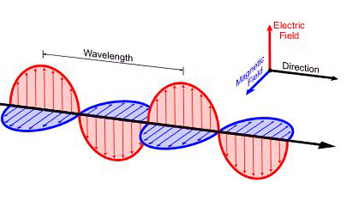 Electric
Field
Wavelength
Magnetic
Field
Direction